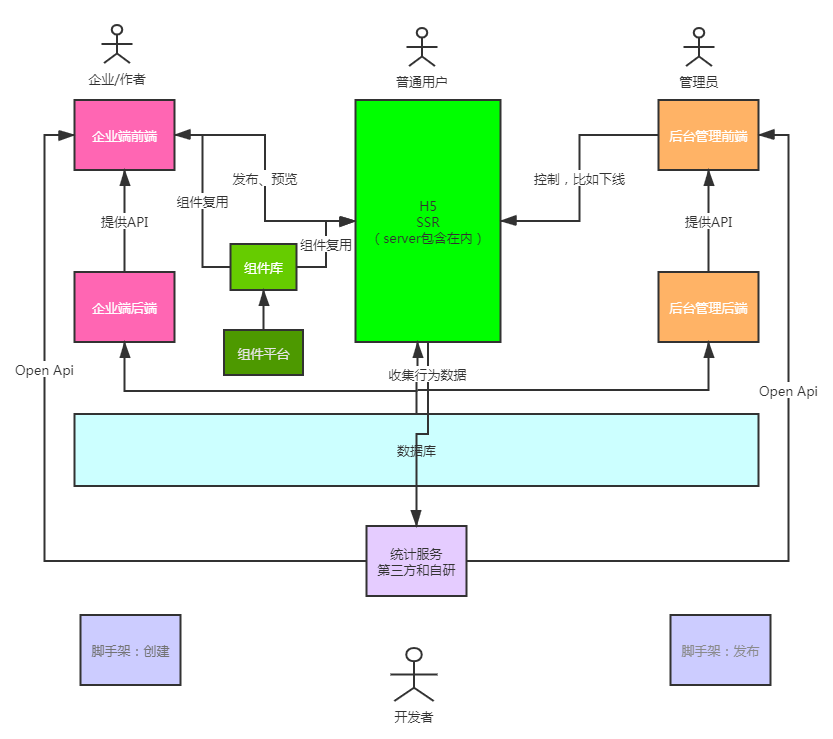 企业/作者
普通用户
管理员
企业端前端
后台管理前端
发布、预览
控制，比如下线
组件复用
H5
SSR
（server包含在内）
提供API
提供API
组件复用
组件库
企业端后端
后台管理后端
组件平台
Open Api
收集行为数据
Open Api
数据库
统计服务
第三方和自研
脚手架：创建
脚手架：发布
开发者